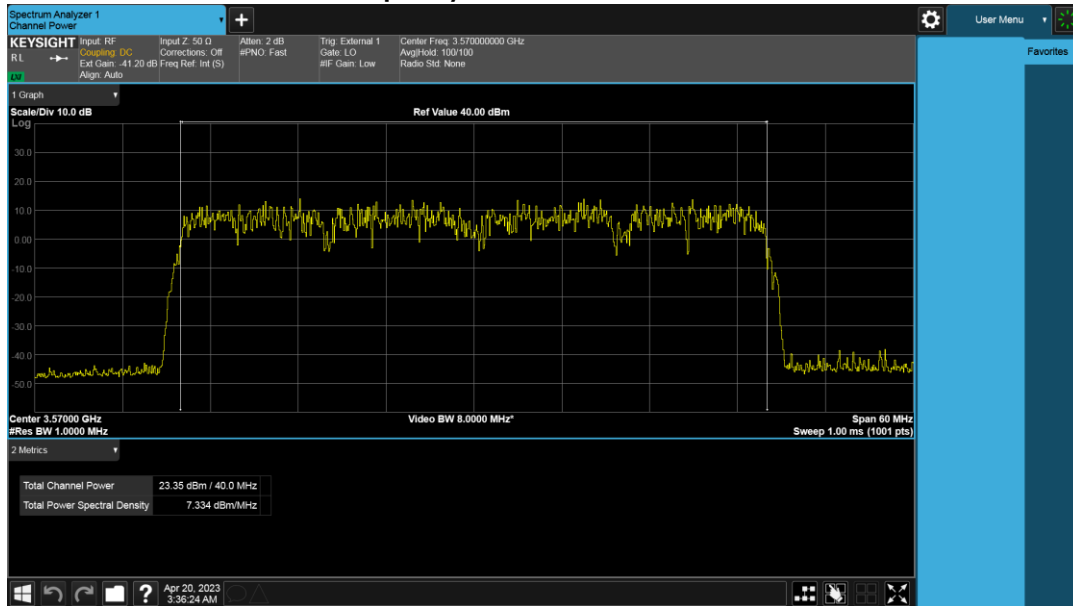 Spectrum Analyzer 1
Channel Power
+
User Menu
KEYSIGHT
RL
LXI
Input: RF
Coupling: DC
Ext Gain: -41.20 dB
Align: Auto
Input Z: 50 Ω
Corrections: Off
Freq Ref: Int (S)
Atten: 2 dB
#PNO: Fast
Trig: External 1
Gate: LO
#IF Gain: Low
Center Freq: 3.570000000 GHz
Avg|Hold: 100/100
Radio Std: None
Favorites
1 Graph
Scale/Div 10.0 dB
Ref Value 40.00 dBm
Log
30.0
20.0
10.0
0.00
-10.0
-20.0
-30.0
-40.0
-50.0
Center 3.57000 GHz
#Res BW 1.0000 MHz
Video BW 8.0000 MHz*
Span 60 MHz
Sweep 1.00 ms (1001 pts)
2 Metrics
Total Channel Power 23.35 dBm / 40.0 MHz
Total Power Spectral Density 7.334 dBm/MHz
?
Apr 20, 2023
3:36:24 AM